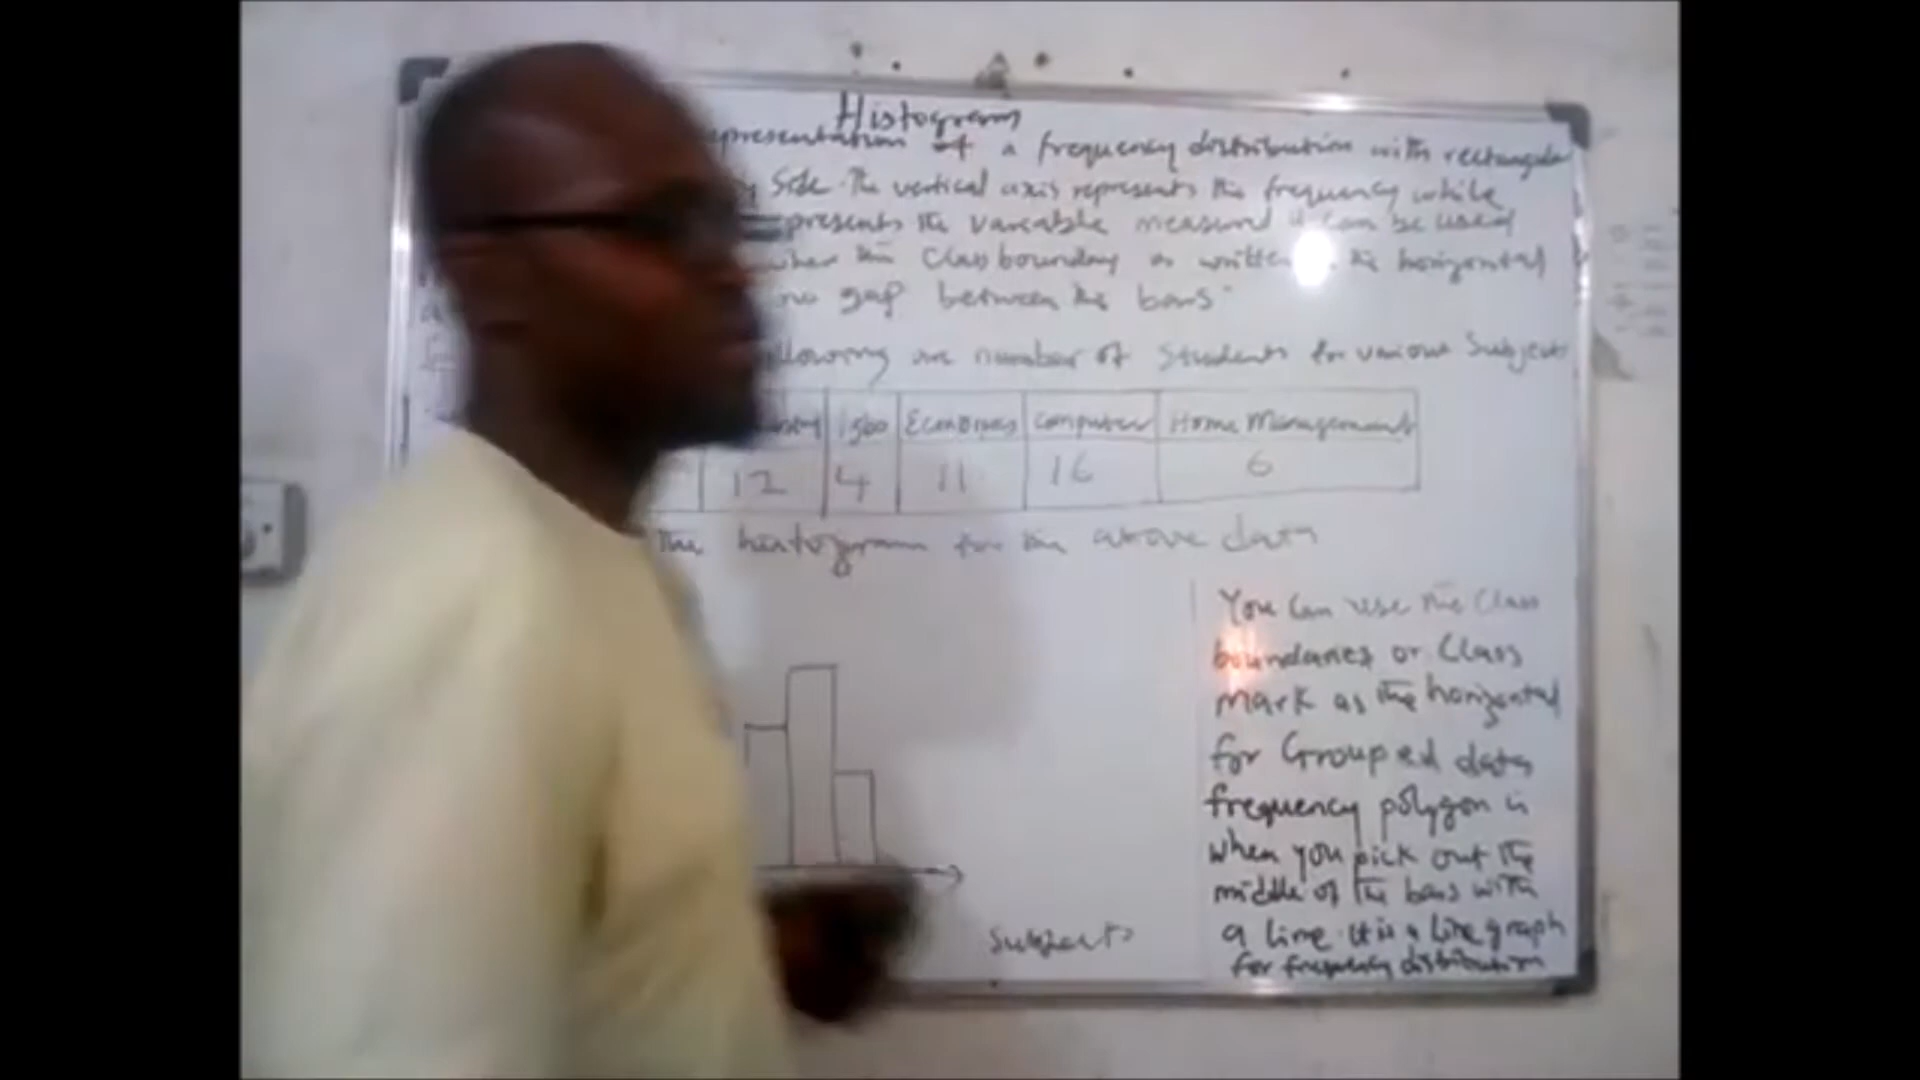 Histogram
presentation of a frequency distribution with rectangular
Side. The vertical axis represents the frequency while
presents the variable measured it can be used
when the Class boundary is written the horizontal
no gap between the bars
llowing are number of Students for various Subjects
Igbo Economics Computer Home Management
12 4 11 16 6
The histogram for the above data
You Can use the Class
boundaries or Class
mark as the horizontal
for Grouped data
frequency polygon is
when you pick out the
middle of the bars with
a line. It is a line graph
for frequency distribution
Subjects